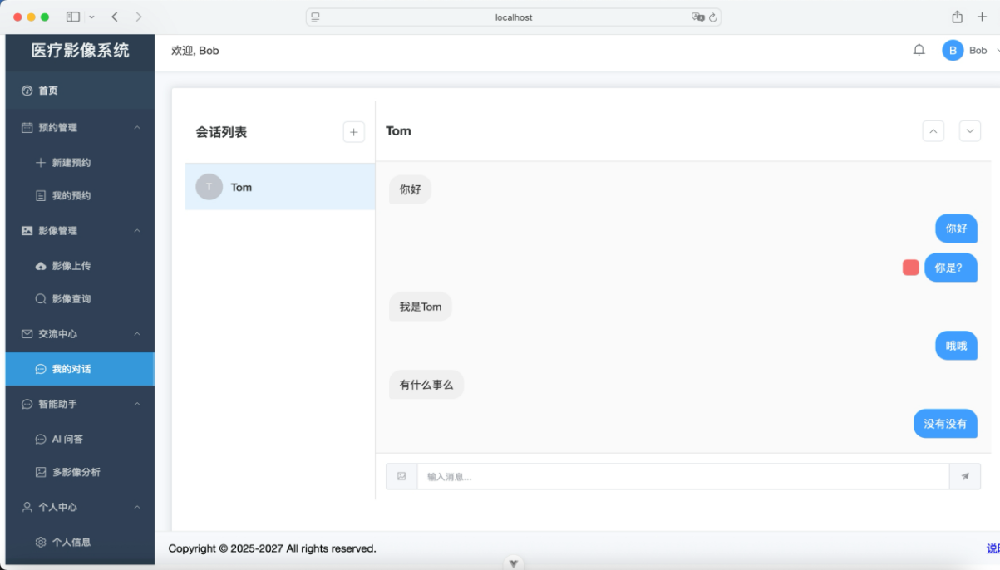 localhost
医疗影像系统
欢迎, Bob
B
Bob
首页
预约管理
新建预约
我的预约
影像管理
影像上传
影像查询
交流中心
我的对话
智能助手
AI 问答
多影像分析
个人中心
个人信息
会话列表
T
Tom
Tom
你好
你好
你是？
我是Tom
哦哦
有什么事么
没有没有
输入消息...
Copyright © 2025-2027 All rights reserved.